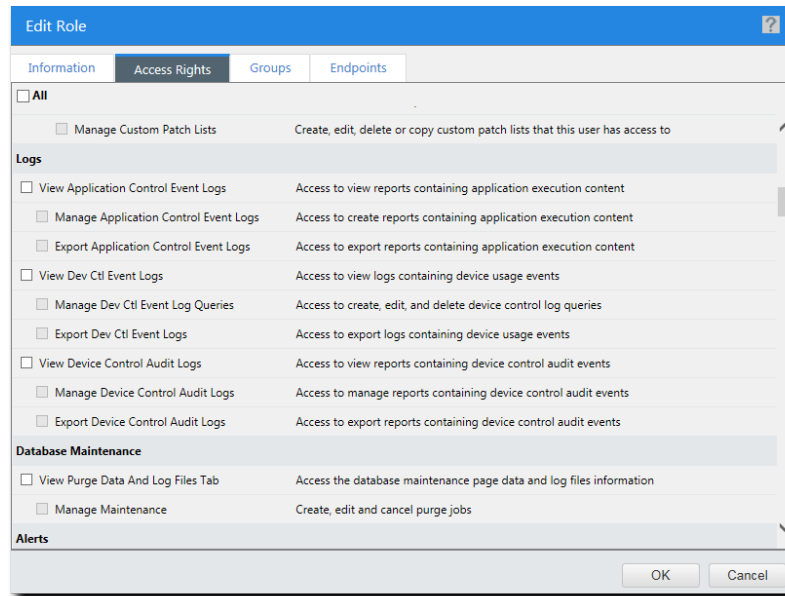 Edit Role
?
Information Access Rights Groups Endpoints
All
Manage Custom Patch Lists Create, edit, delete or copy custom patch lists that this user has access to
Logs
View Application Control Event Logs Access to view reports containing application execution content
Manage Application Control Event Logs Access to create reports containing application execution content
Export Application Control Event Logs Access to export reports containing application execution content
View Dev Ctl Event Logs Access to view logs containing device usage events
Manage Dev Ctl Event Log Queries Access to create, edit, and delete device control log queries
Export Dev Ctl Event Logs Access to export logs containing device usage events
View Device Control Audit Logs Access to view reports containing device control audit events
Manage Device Control Audit Logs Access to manage reports containing device control audit events
Export Device Control Audit Logs Access to export reports containing device control audit events
Database Maintenance
View Purge Data And Log Files Tab Access the database maintenance page data and log files information
Manage Maintenance Create, edit and cancel purge jobs
Alerts
OK Cancel